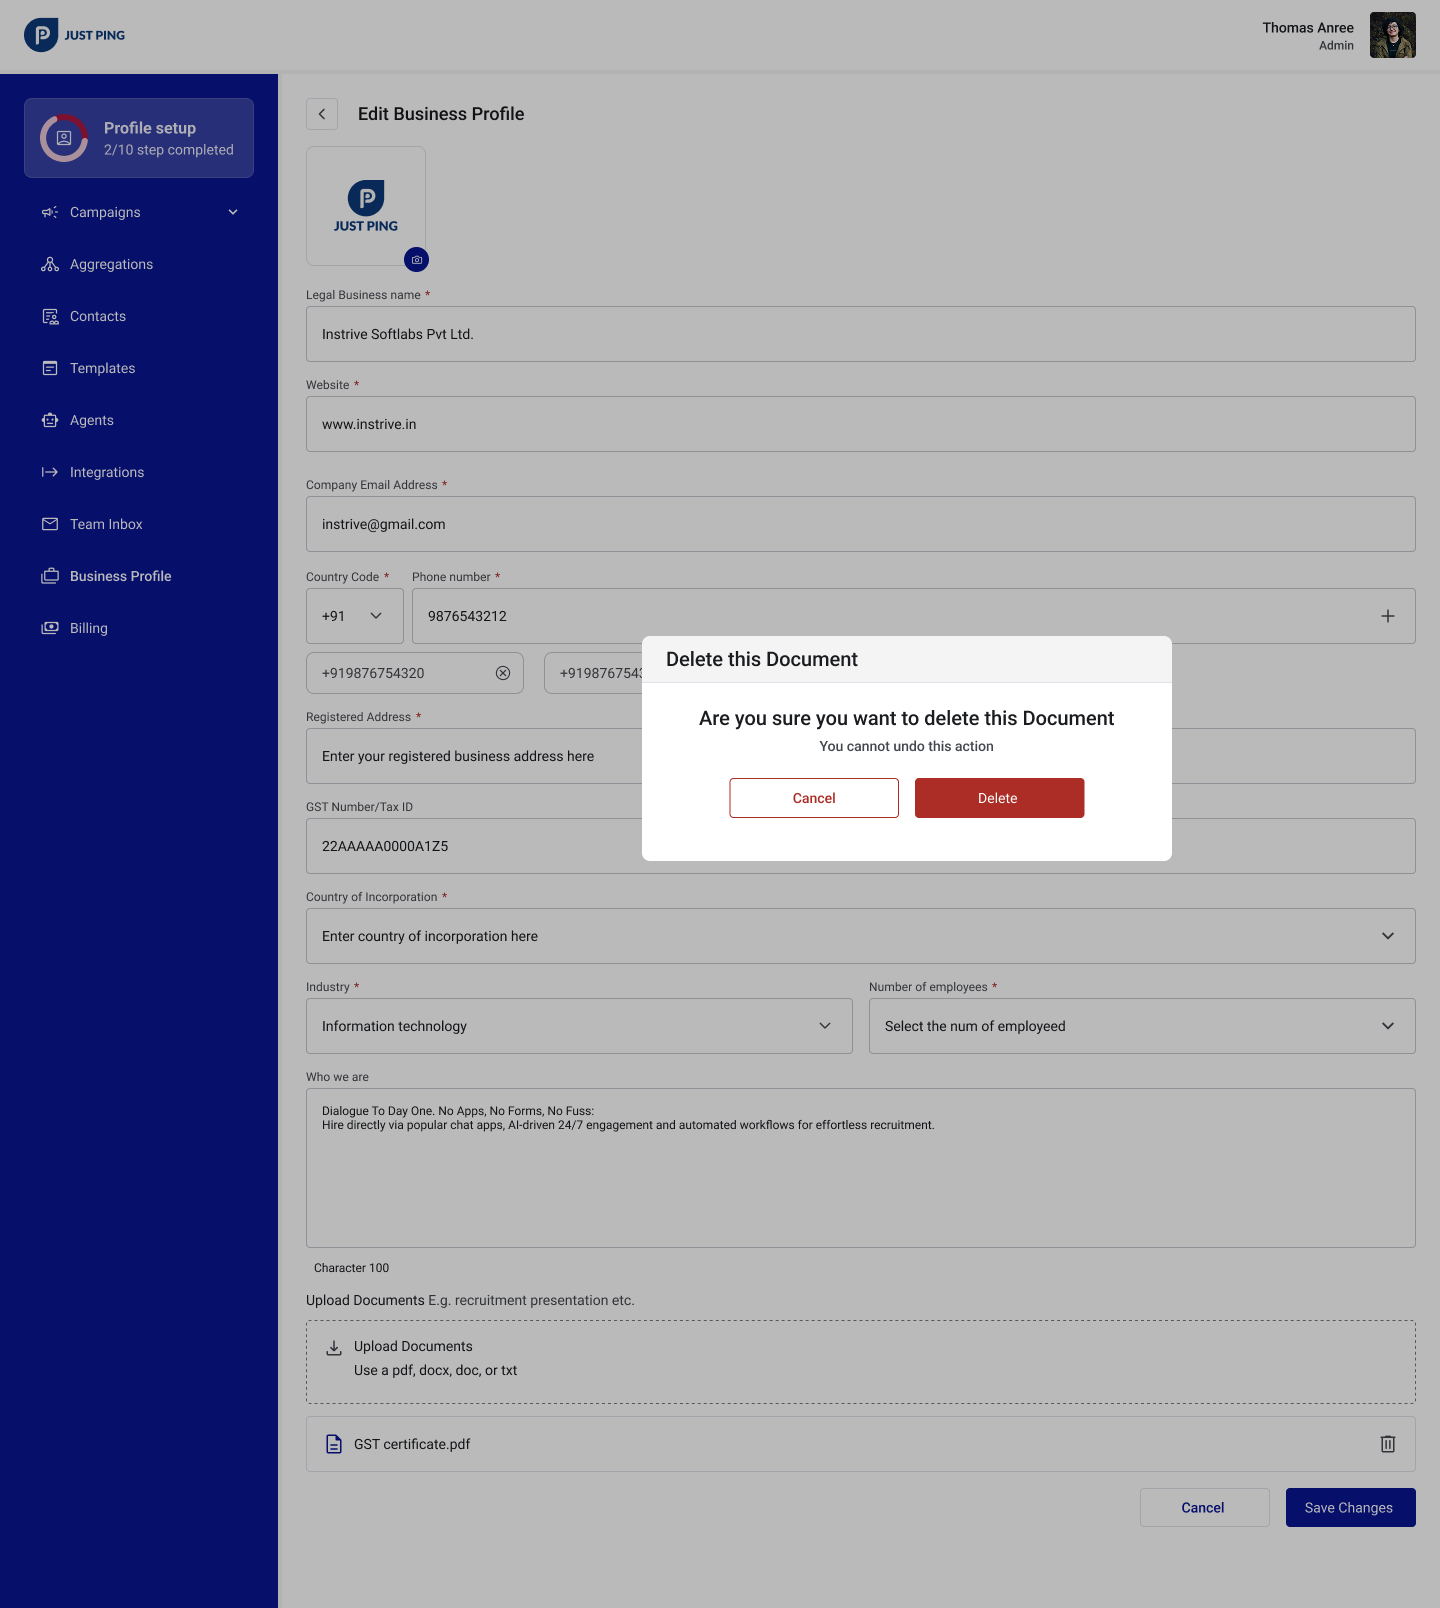 JUST PING
Thomas Anree
Admin
Profile setup
2/10 step completed
Campaigns
Aggregations
Contacts
Templates
Agents
Integrations
Team Inbox
Business Profile
Billing
Edit Business Profile
JUST PING
Legal Business name *
Instrive Softlabs Pvt Ltd.
Website *
www.instrive.in
Company Email Address *
instrive@gmail.com
Country Code * Phone number *
+91 9876543212
+919876754320 +9198767543
Registered Address *
Enter your registered business address here
GST Number/Tax ID
22AAAAA0000A1Z5
Delete this Document
Are you sure you want to delete this Document
You cannot undo this action
Cancel Delete
Country of Incorporation *
Enter country of incorporation here
Industry * Number of employees *
Information technology Select the num of employeed
Who we are
Dialogue To Day One. No Apps, No Forms, No Fuss:
Hire directly via popular chat apps, AI-driven 24/7 engagement and automated workflows for effortless recruitment.
Character 100
Upload Documents E.g. recruitment presentation etc.
Upload Documents
Use a pdf, docx, doc, or txt
GST certificate.pdf
Cancel Save Changes